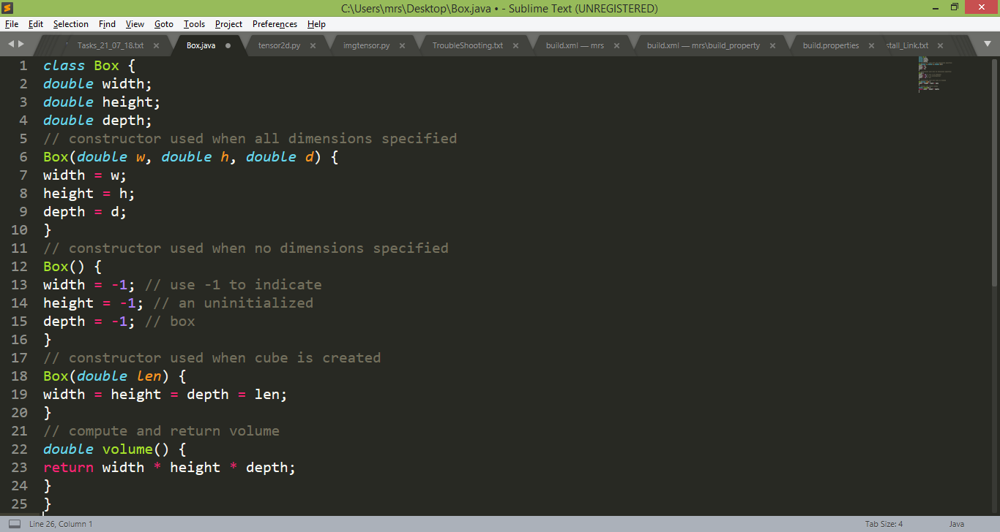 C:\Users\mrs\Desktop\Box.java • - Sublime Text (UNREGISTERED)
File Edit Selection Find View Goto Tools Project Preferences Help
Tasks_21_07_18.txt Box.java tensor2d.py imgtensor.py TroubleShooting.txt build.xml — mrs build.xml — mrs\build_property build.properties stall_Link.txt
1 class Box {
2 double width;
3 double height;
4 double depth;
5 // constructor used when all dimensions specified
6 Box(double w, double h, double d) {
7 width = w;
8 height = h;
9 depth = d;
10 }
11 // constructor used when no dimensions specified
12 Box() {
13 width = -1; // use -1 to indicate
14 height = -1; // an uninitialized
15 depth = -1; // box
16 }
17 // constructor used when cube is created
18 Box(double len) {
19 width = height = depth = len;
20 }
21 // compute and return volume
22 double volume() {
23 return width * height * depth;
24 }
25 }
Line 26, Column 1 Tab Size: 4 Java